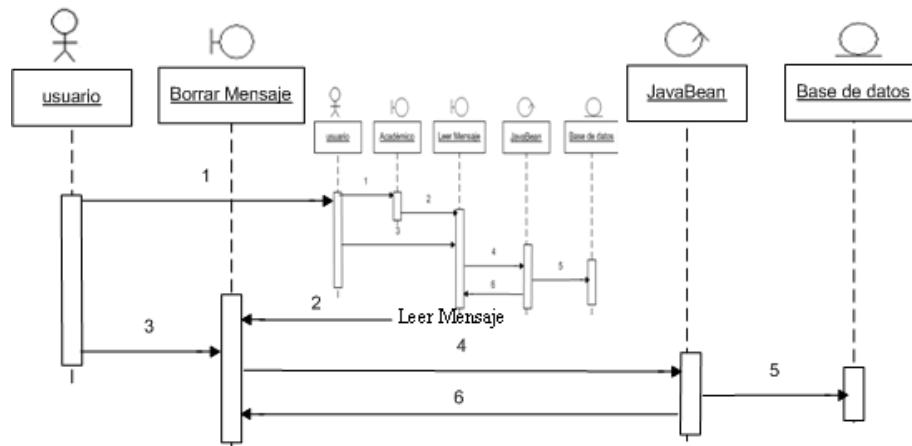 usuario
Borrar Mensaje
JavaBean
Base de datos
usuario
Académico
Leer Mensaje
JavaBean
Base de datos
1
1
2
3
4
5
6
2
Leer Mensaje
3
4
5
6